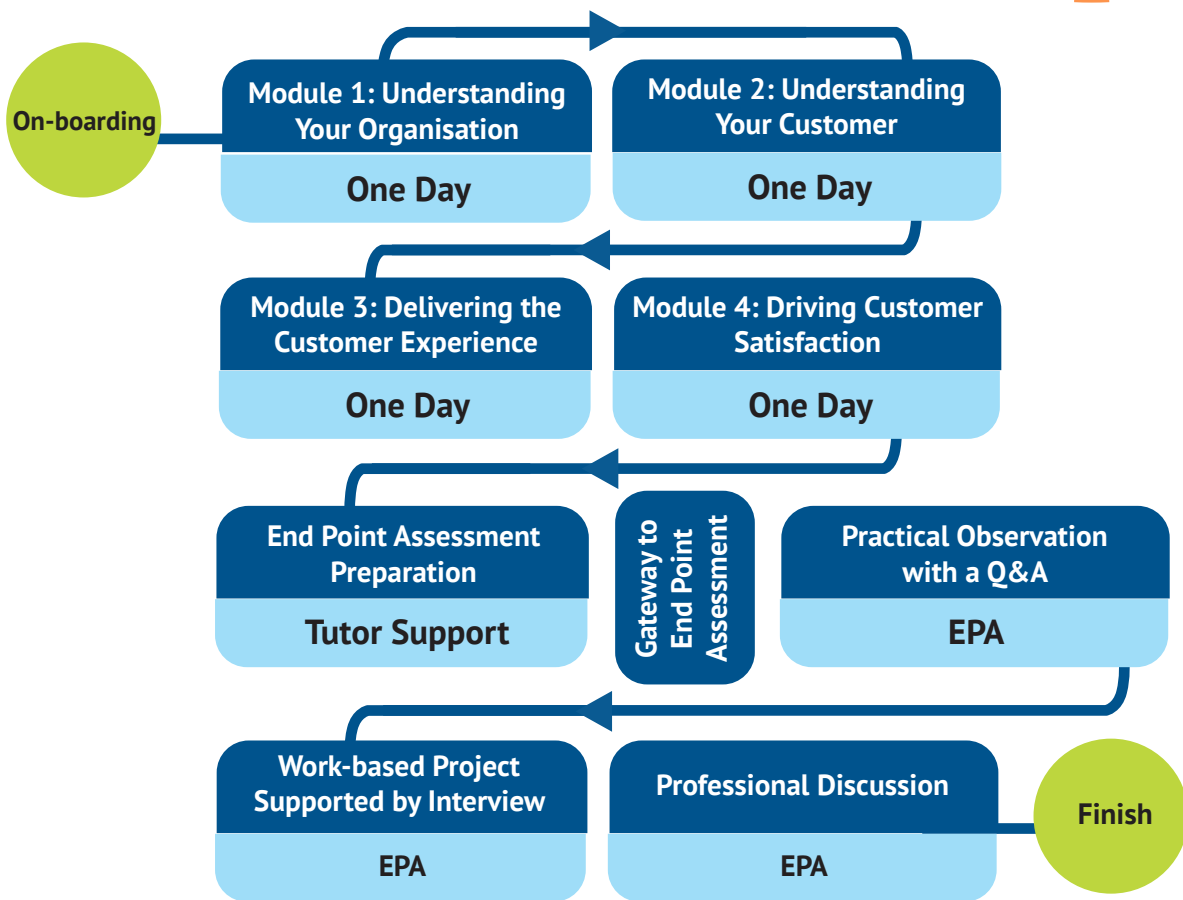 On-boarding
Module 1: Understanding
Your Organisation
One Day
Module 2: Understanding
Your Customer
One Day
Module 3: Delivering the
Customer Experience
One Day
Module 4: Driving Customer
Satisfaction
One Day
End Point Assessment
Preparation
Tutor Support
Gateway to
End Point
Assessment
Practical Observation
with a Q&A
EPA
Work-based Project
Supported by Interview
EPA
Professional Discussion
EPA
Finish